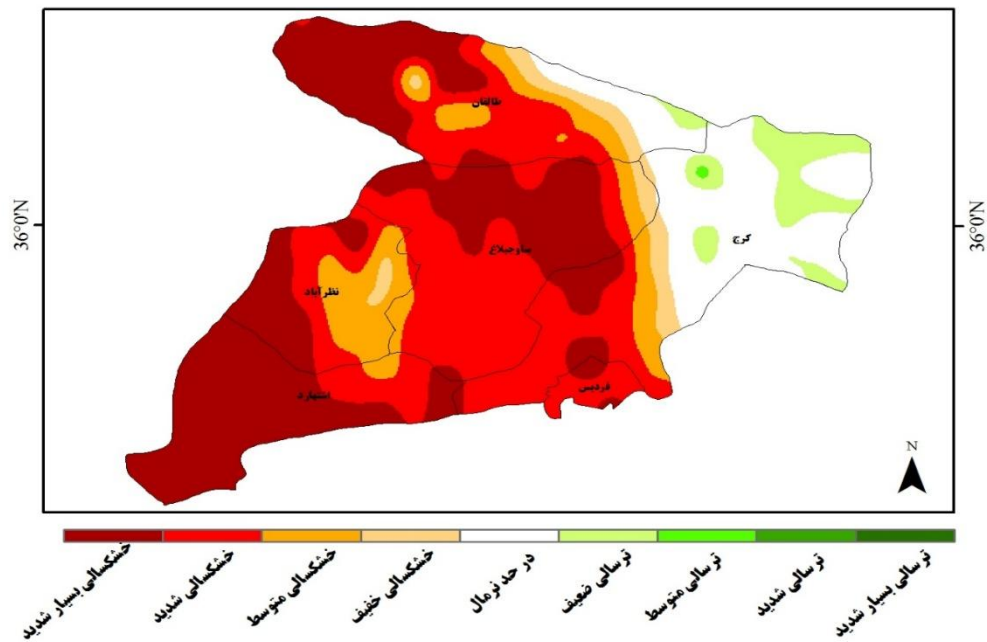 36°0'N
36°0'N
طالقان
ساوجبلاغ
کرج
نظرآباد
اشتهارد
فردیس
N
خشکسالی بسیار شدید
خشکسالی شدید
خشکسالی متوسط
خشکسالی خفیف
در حد نرمال
ترسالی ضعیف
ترسالی متوسط
ترسالی شدید
ترسالی بسیار شدید